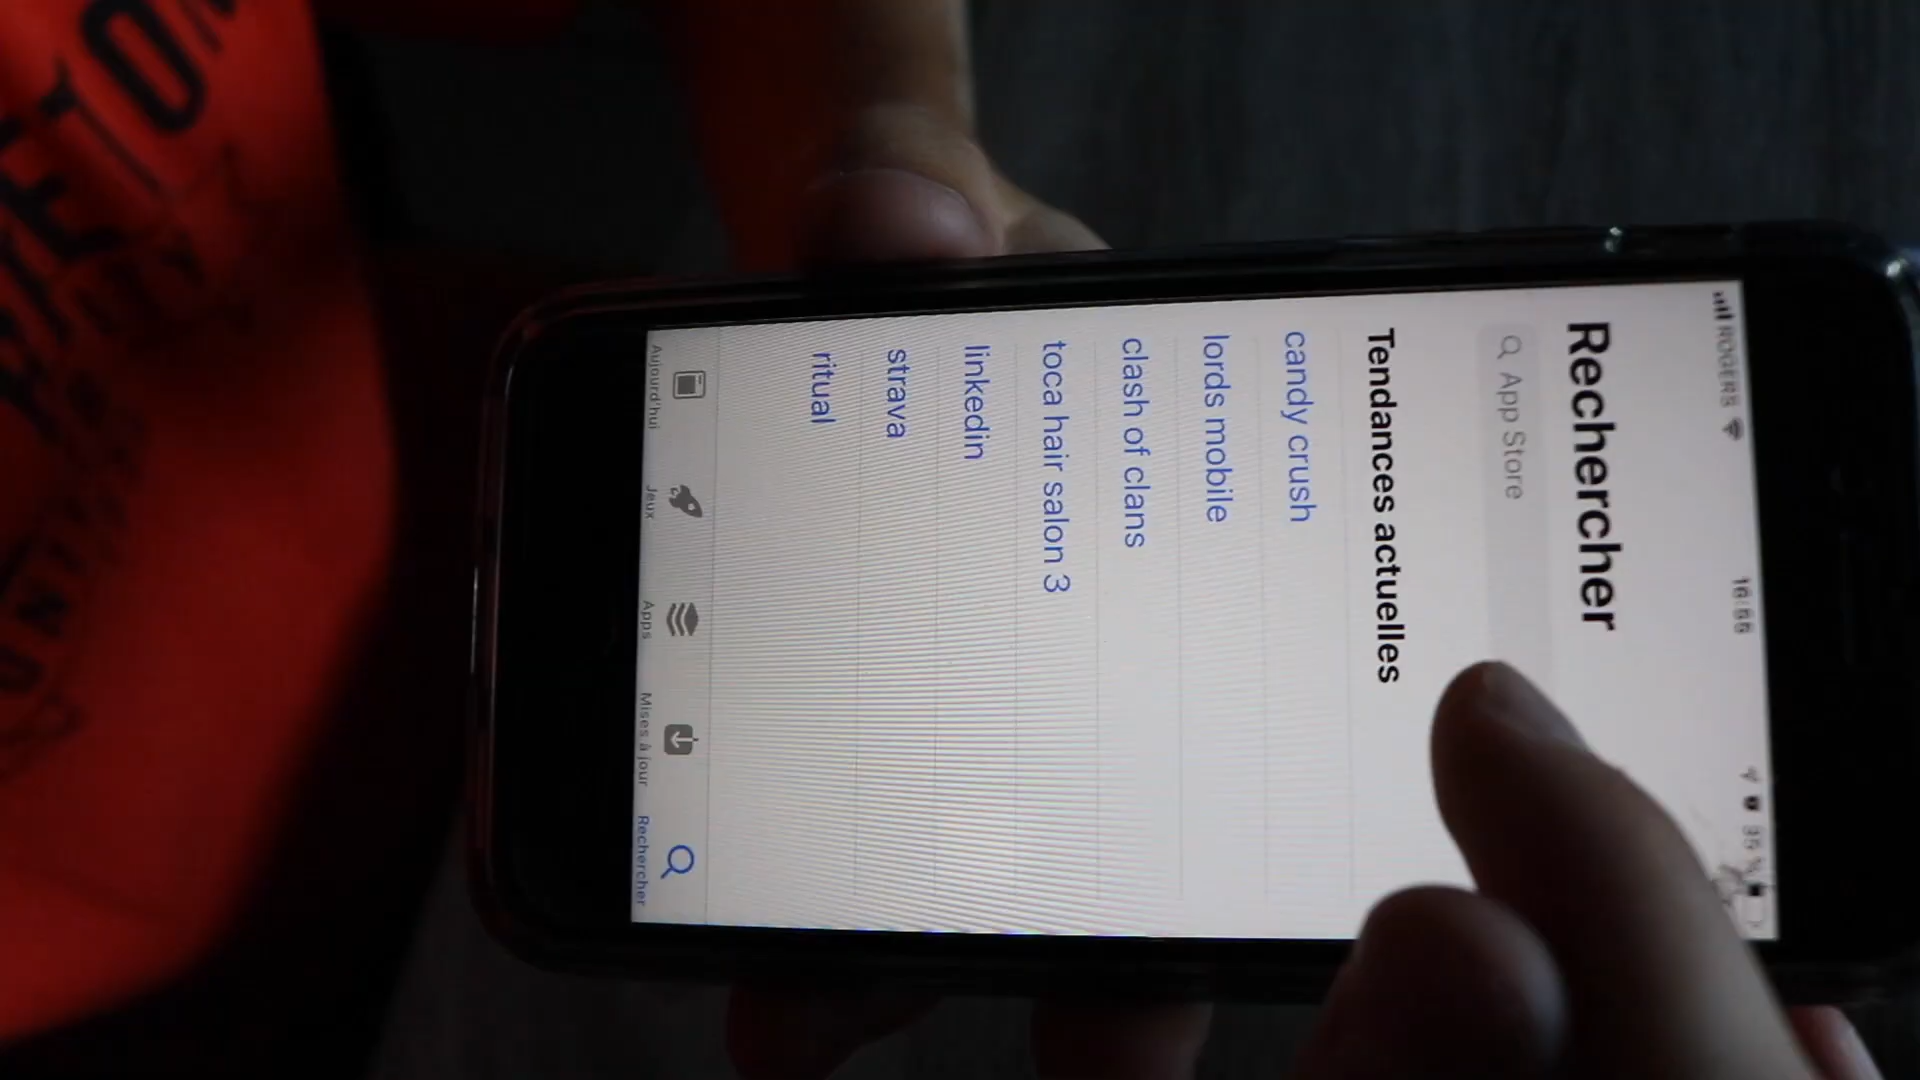 ROGERS 16:55 35 %
Rechercher
App Store
Tendances actuelles
candy crush
lords mobile
clash of clans
toca hair salon 3
linkedin
strava
ritual
Aujourd'hui Jeux Apps Mises à jour Rechercher